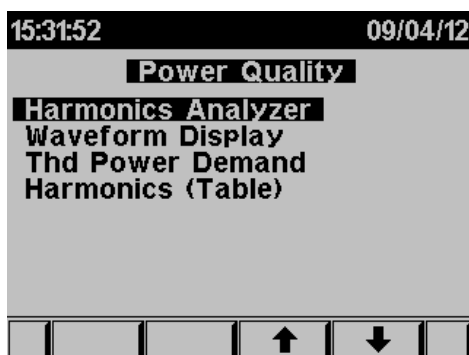 15:31:52 09/04/12
Power Quality
Harmonics Analyzer
Waveform Display
Thd Power Demand
Harmonics (Table)